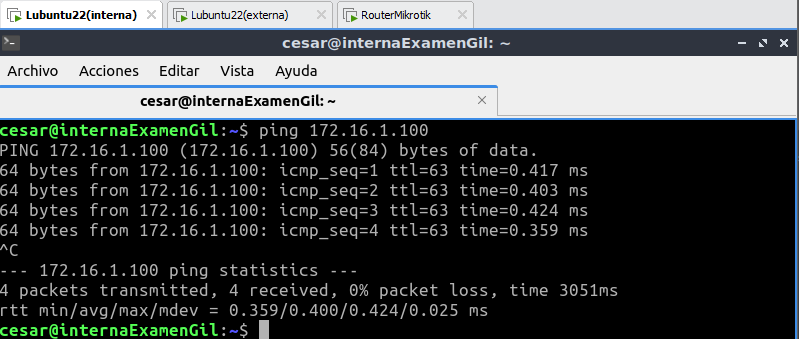 Lubuntu22(interna) × Lubuntu22(externa) × RouterMikrotik ×
cesar@internaExamenGil: ~
Archivo Acciones Editar Vista Ayuda
cesar@internaExamenGil: ~ ×
cesar@internaExamenGil:~$ ping 172.16.1.100
PING 172.16.1.100 (172.16.1.100) 56(84) bytes of data.
64 bytes from 172.16.1.100: icmp_seq=1 ttl=63 time=0.417 ms
64 bytes from 172.16.1.100: icmp_seq=2 ttl=63 time=0.403 ms
64 bytes from 172.16.1.100: icmp_seq=3 ttl=63 time=0.424 ms
64 bytes from 172.16.1.100: icmp_seq=4 ttl=63 time=0.359 ms
^C
--- 172.16.1.100 ping statistics ---
4 packets transmitted, 4 received, 0% packet loss, time 3051ms
rtt min/avg/max/mdev = 0.359/0.400/0.424/0.025 ms
cesar@internaExamenGil:~$